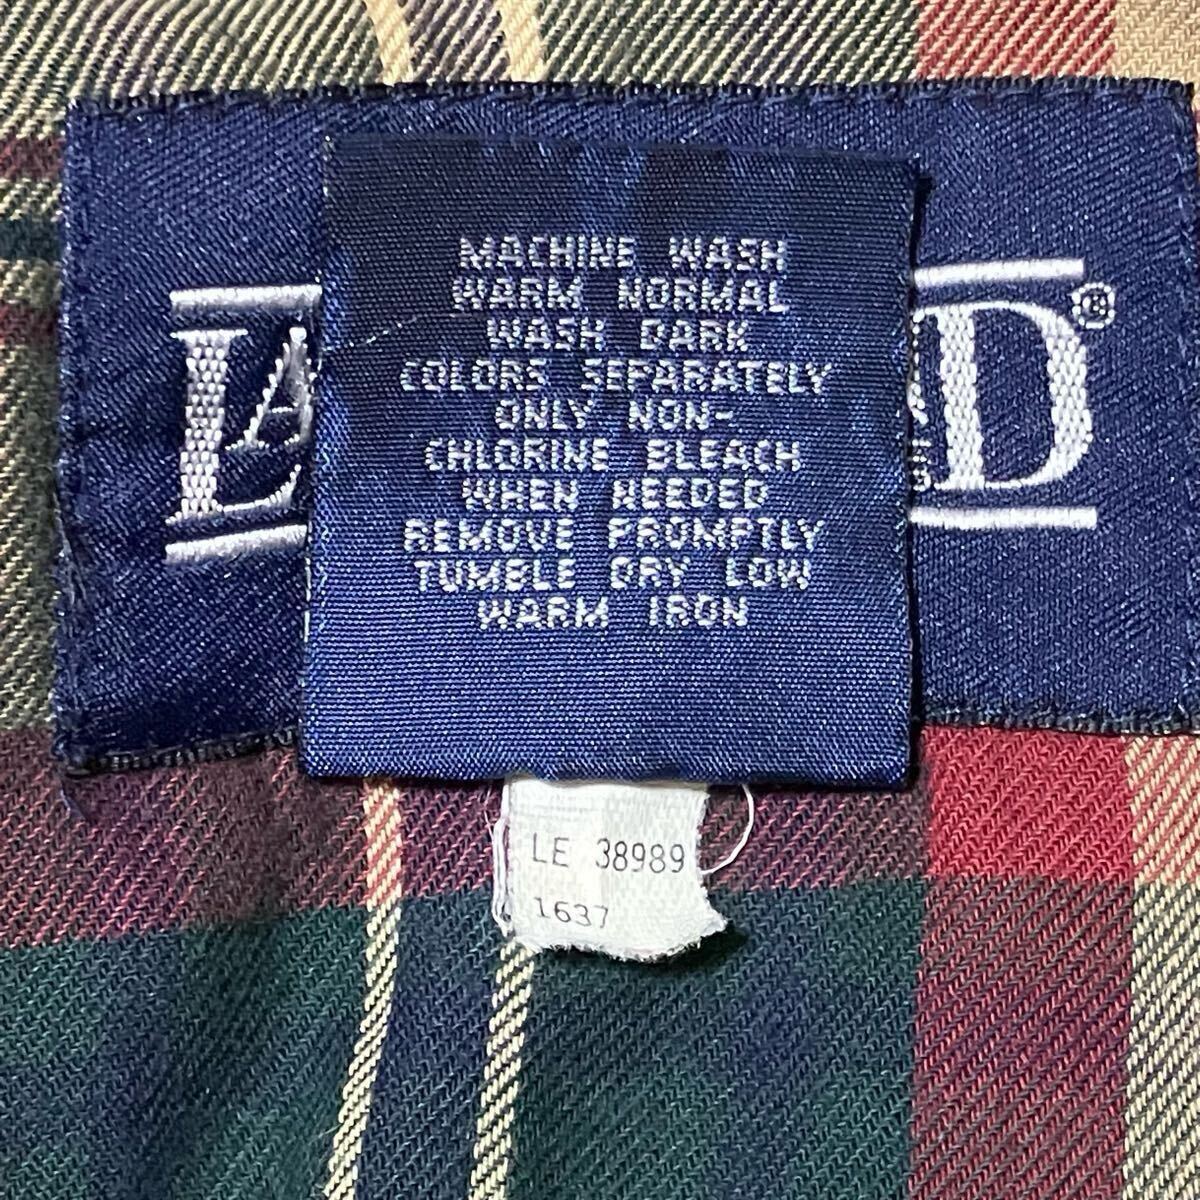 MACHINE WASH
WARM NORMAL
WASH DARK
COLORS SEPARATELY
ONLY NON-
CHLORINE BLEACH
WHEN NEEDED
REMOVE PROMPTLY
TUMBLE DRY LOW
WARM IRON
LA D®
LE 38989
1637